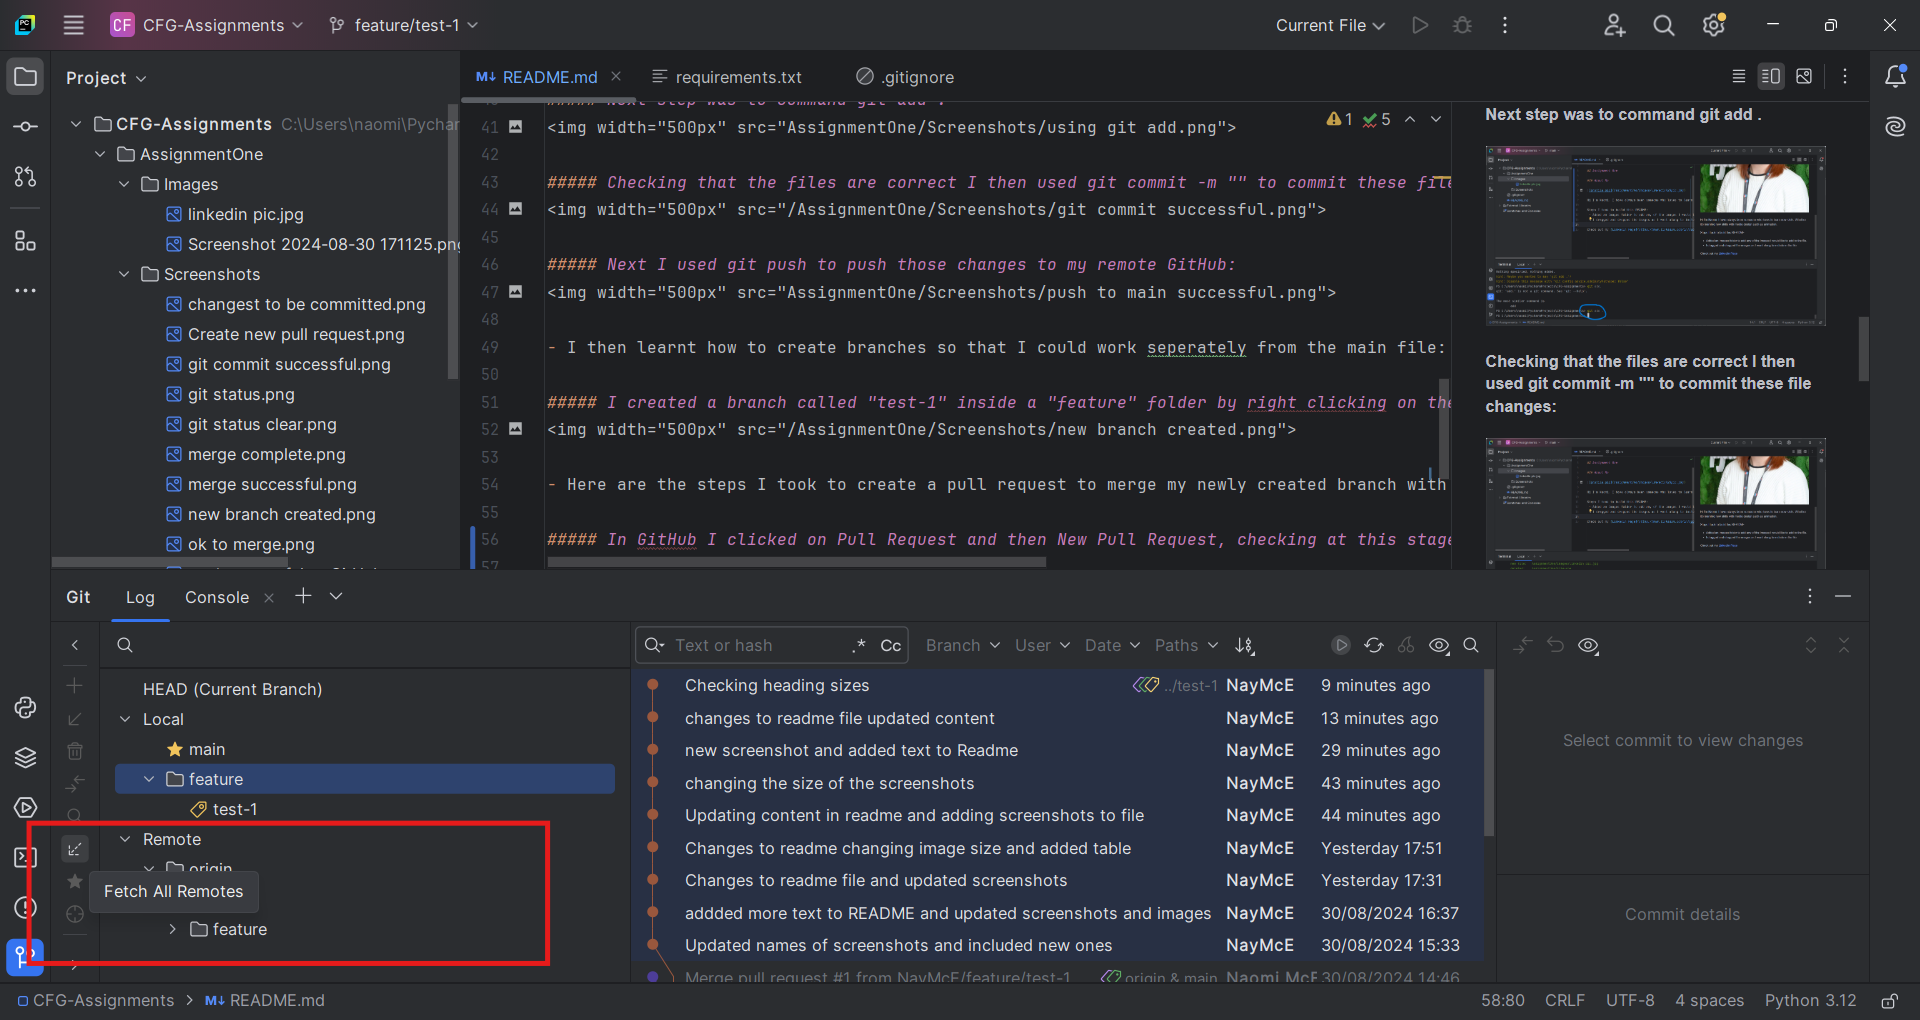 CF CFG-Assignments feature/test-1 Current File
Project
README.md requirements.txt .gitignore
CFG-Assignments C:\Users\naomi\Pychar
AssignmentOne
Images
linkedin pic.jpg
Screenshot 2024-08-30 171125.png
Screenshots
changest to be committed.png
Create new pull request.png
git commit successful.png
git status.png
git status clear.png
merge complete.png
merge successful.png
new branch created.png
ok to merge.png
##### Next step was to command git add .
41 <img width="500px" src="AssignmentOne/Screenshots/using git add.png">
1 5
42
43 ##### Checking that the files are correct I then used git commit -m "" to commit these file
44 <img width="500px" src="/AssignmentOne/Screenshots/git commit successful.png">
45
46 ##### Next I used git push to push those changes to my remote GitHub:
47 <img width="500px" src="AssignmentOne/Screenshots/push to main successful.png">
48
49 - I then learnt how to create branches so that I could work seperately from the main file:
50
51 ##### I created a branch called "test-1" inside a "feature" folder by right clicking on the
52 <img width="500px" src="/AssignmentOne/Screenshots/new branch created.png">
53
54 - Here are the steps I took to create a pull request to merge my newly created branch with
55
56 ##### In GitHub I clicked on Pull Request and then New Pull Request, checking at this stage
57
Next step was to command git add .
Checking that the files are correct I then
used git commit -m "" to commit these file
changes:
Git Log Console
Text or hash .* Cc Branch User Date Paths
HEAD (Current Branch)
Local
main
feature
test-1
Remote
origin
Fetch All Remotes
feature
Checking heading sizes ../test-1 NayMcE 9 minutes ago
changes to readme file updated content NayMcE 13 minutes ago
new screenshot and added text to Readme NayMcE 29 minutes ago
changing the size of the screenshots NayMcE 43 minutes ago
Updating content in readme and adding screenshots to file NayMcE 44 minutes ago
Changes to readme changing image size and added table NayMcE Yesterday 17:51
Changes to readme file and updated screenshots NayMcE Yesterday 17:31
addded more text to README and updated screenshots and images NayMcE 30/08/2024 16:37
Updated names of screenshots and included new ones NayMcE 30/08/2024 15:33
Merge pull request #1 from NayMcE/feature/test-1 origin & main Naomi McE 30/08/2024 14:46
Select commit to view changes
Commit details
CFG-Assignments > README.md
58:80 CRLF UTF-8 4 spaces Python 3.12